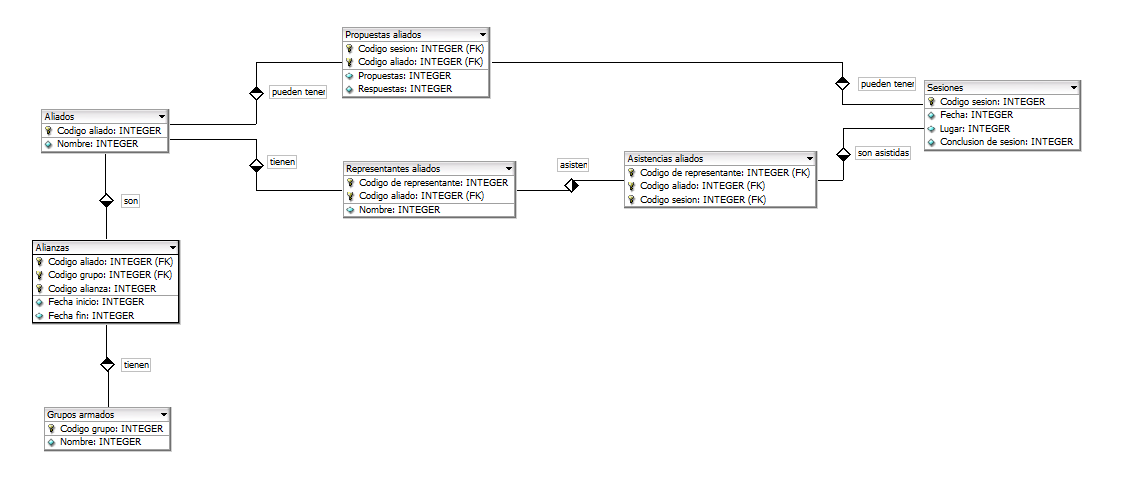 Propuestas aliados
Codigo sesion: INTEGER (FK)
Codigo aliado: INTEGER (FK)
Propuestas: INTEGER
Respuestas: INTEGER
pueden tener
pueden tener
Sesiones
Codigo sesion: INTEGER
Fecha: INTEGER
Lugar: INTEGER
Conclusion de sesion: INTEGER
Aliados
Codigo aliado: INTEGER
Nombre: INTEGER
tienen
Representantes aliados
Codigo de representante: INTEGER
Codigo aliado: INTEGER (FK)
Nombre: INTEGER
asisten
Asistencias aliados
Codigo de representante: INTEGER (FK)
Codigo aliado: INTEGER (FK)
Codigo sesion: INTEGER (FK)
son asistidas
son
Alianzas
Codigo aliado: INTEGER (FK)
Codigo grupo: INTEGER (FK)
Codigo alianza: INTEGER
Fecha inicio: INTEGER
Fecha fin: INTEGER
tienen
Grupos armados
Codigo grupo: INTEGER
Nombre: INTEGER